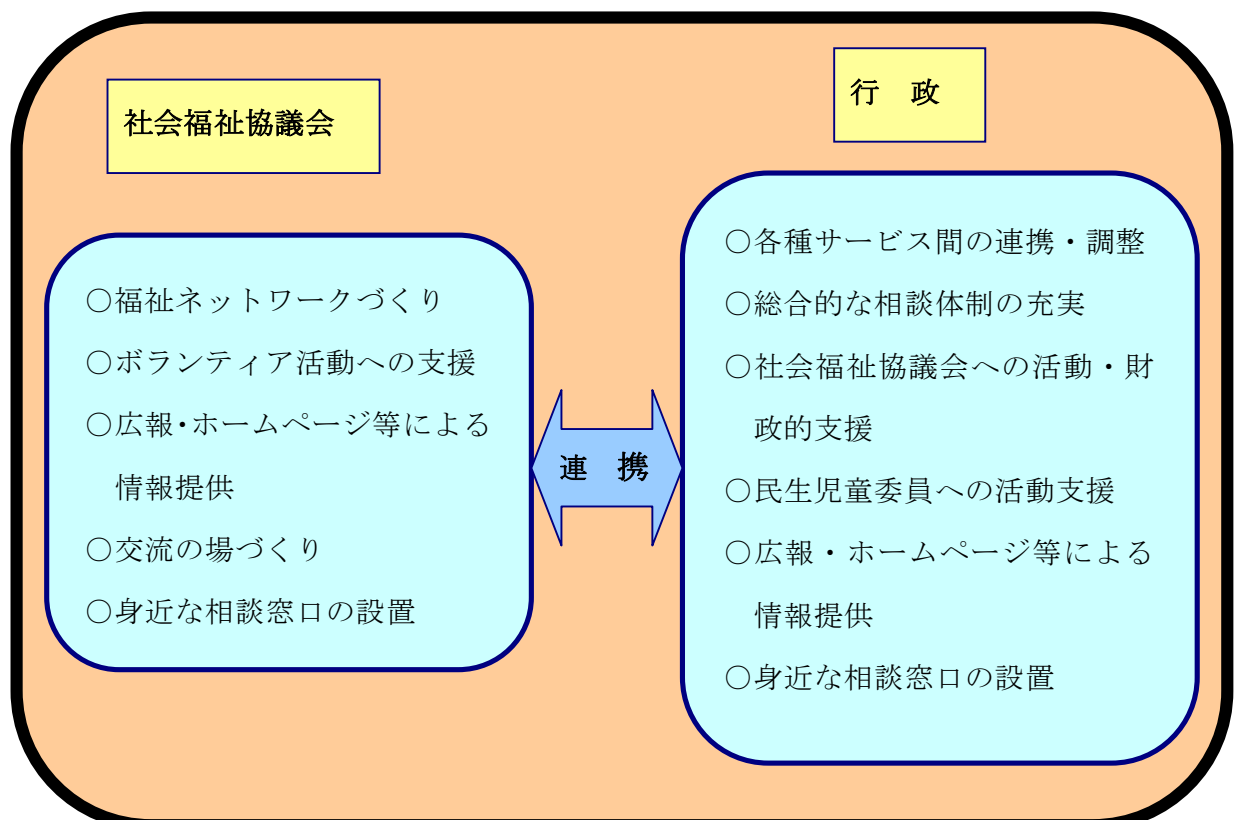 社会福祉協議会
○福祉ネットワークづくり
○ボランティア活動への支援
○広報・ホームページ等による
情報提供
○交流の場づくり
○身近な相談窓口の設置
連　携
行　政
○各種サービス間の連携・調整
○総合的な相談体制の充実
○社会福祉協議会への活動・財
政的支援
○民生児童委員への活動支援
○広報・ホームページ等による
情報提供
○身近な相談窓口の設置